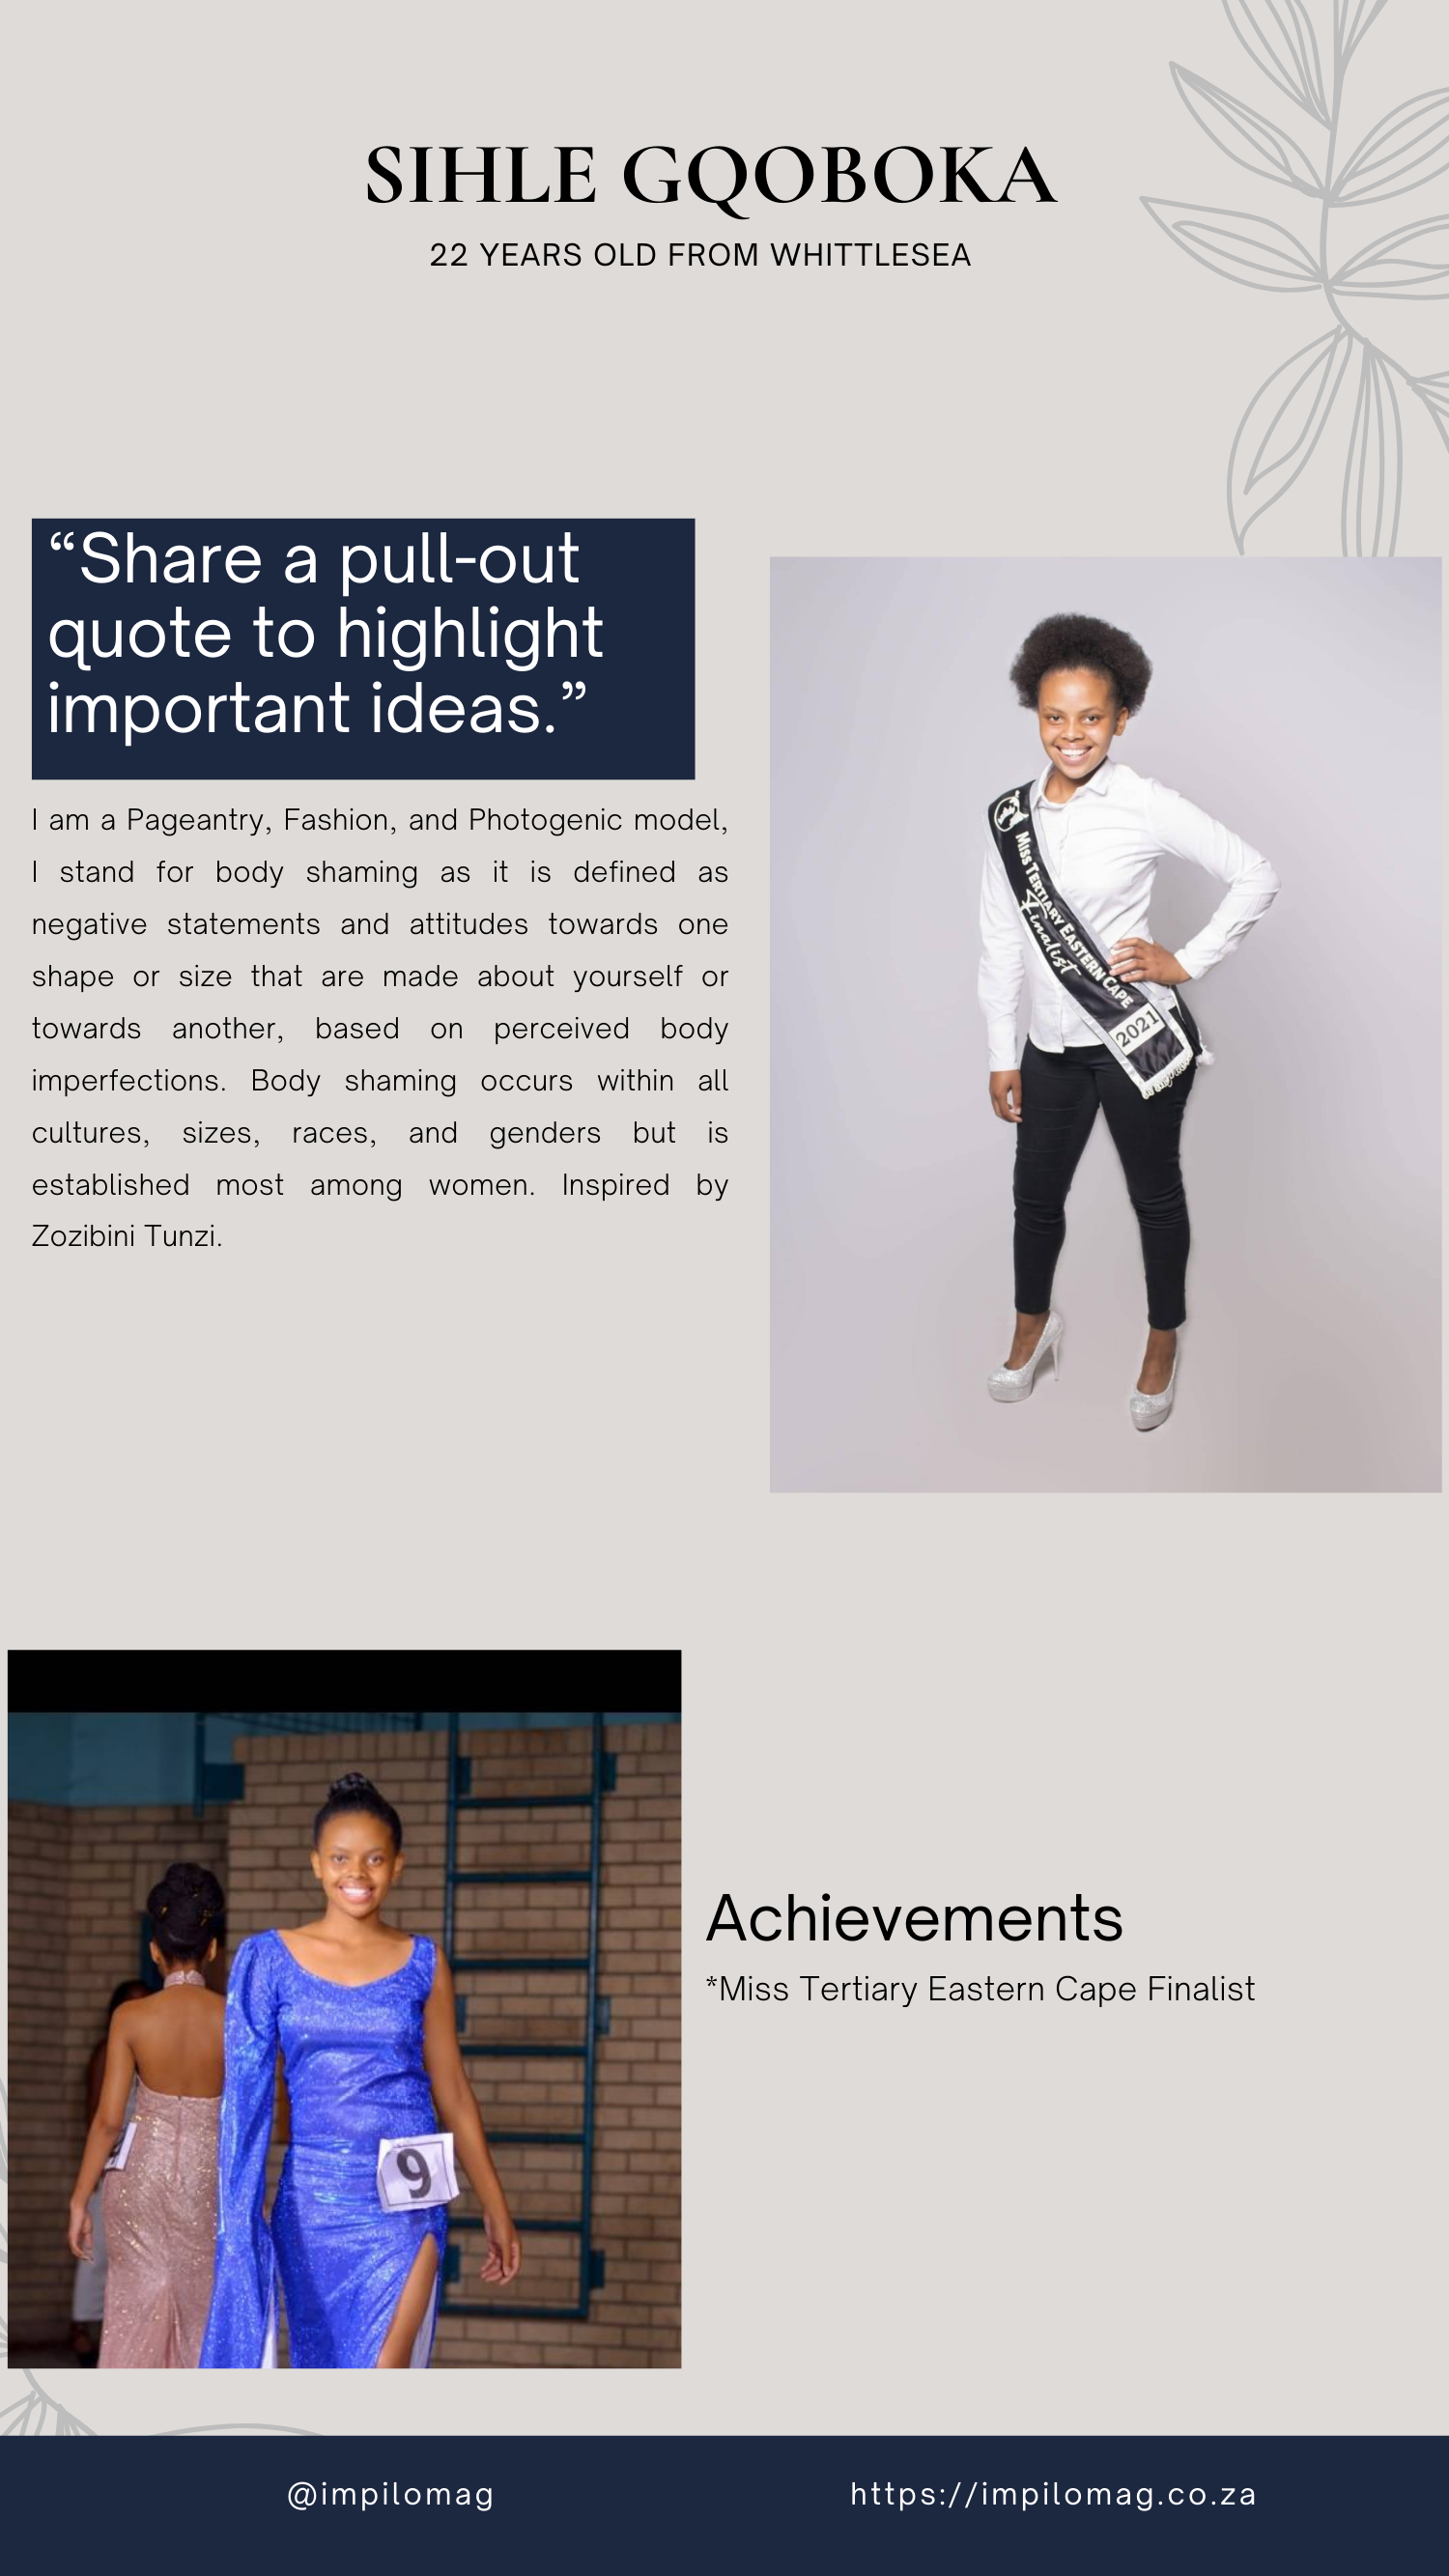 SIHLE GQOBOKA
22 YEARS OLD FROM WHITTLESEA
“Share a pull-out
quote to highlight
important ideas.”
I am a Pageantry, Fashion, and Photogenic model,
I stand for body shaming as it is defined as
negative statements and attitudes towards one
shape or size that are made about yourself or
towards another, based on perceived body
imperfections. Body shaming occurs within all
cultures, sizes, races, and genders but is
established most among women. Inspired by
Zozibini Tunzi.
Miss Tertiary Eastern Cape
Finalist
2021
9
Achievements
*Miss Tertiary Eastern Cape Finalist
@impilomag
https://impilomag.co.za